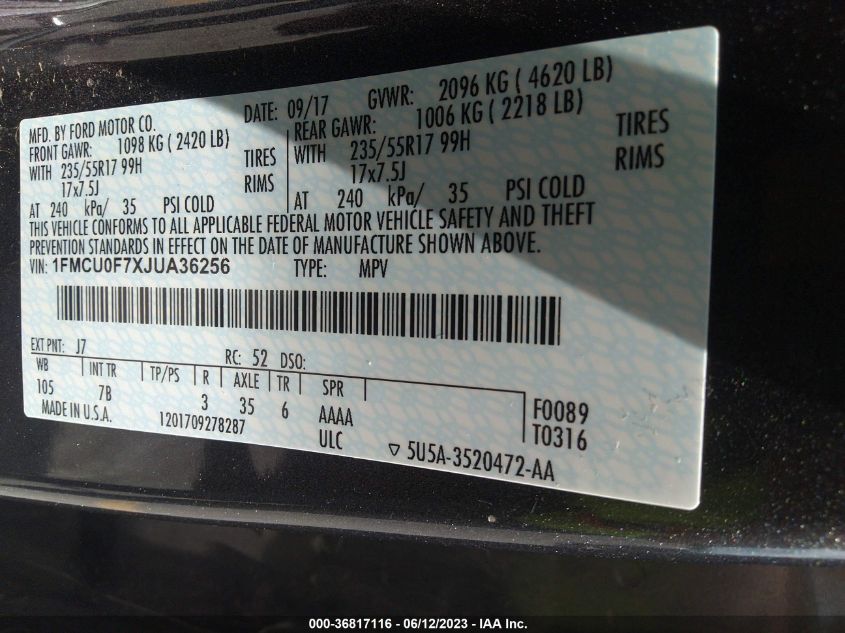 MFD. BY FORD MOTOR CO. DATE: 09/17 GVWR: 2096 KG ( 4620 LB)
FRONT GAWR: 1098 KG ( 2420 LB) REAR GAWR: 1006 KG ( 2218 LB)
WITH 235/55R17 99H TIRES WITH 235/55R17 99H TIRES
17x7.5J RIMS 17x7.5J RIMS
AT 240 kPa/ 35 PSI COLD AT 240 kPa/ 35 PSI COLD
THIS VEHICLE CONFORMS TO ALL APPLICABLE FEDERAL MOTOR VEHICLE SAFETY AND THEFT
PREVENTION STANDARDS IN EFFECT ON THE DATE OF MANUFACTURE SHOWN ABOVE.
VIN: 1FMCU0F7XJUA36256 TYPE: MPV
EXT PNT: J7 RC: 52 DSO:
WB INT TR TP/PS R AXLE TR SPR
105 7B 3 35 6 AAAA F0089
MADE IN U.S.A. 1201709278287 ULC T0316
▽ 5U5A-3520472-AA
000-36817116 - 06/12/2023 - IAA Inc.